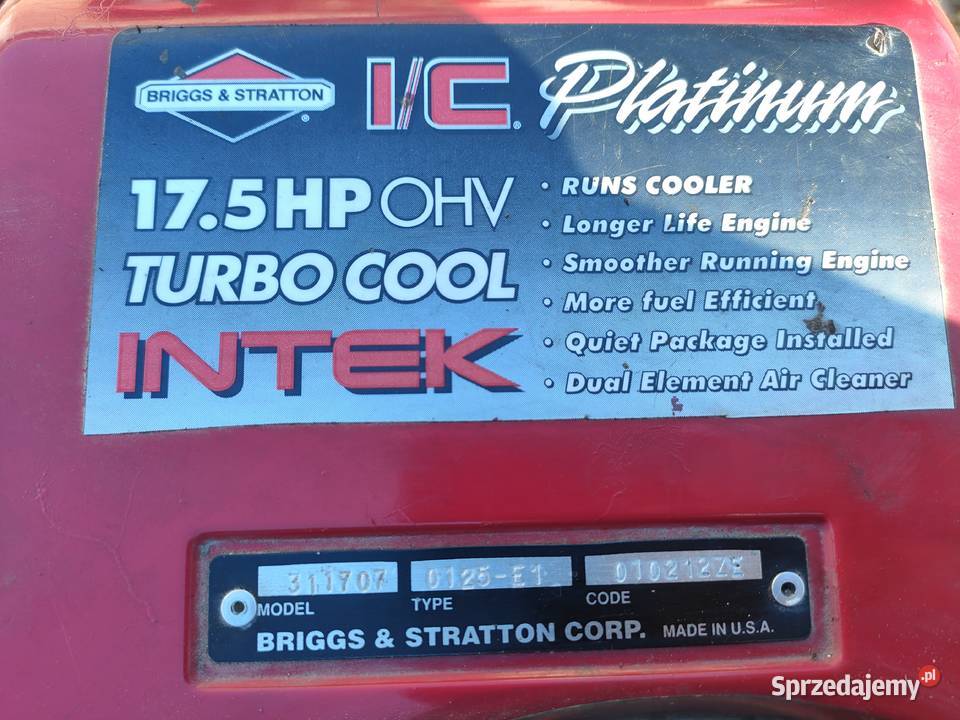 BRIGGS & STRATTON ®
I/C® Platinum
17.5 HP OHV
TURBO COOL
INTEK
• RUNS COOLER
• Longer Life Engine
• Smoother Running Engine
• More fuel Efficient
• Quiet Package Installed
• Dual Element Air Cleaner
311707 0125-E1 010212ZE
MODEL TYPE CODE
BRIGGS & STRATTON CORP. MADE IN U.S.A.
Sprzedajemy.pl